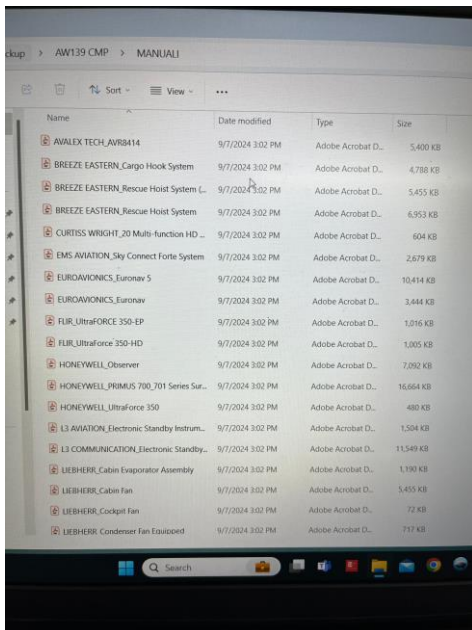 ckup > AW139 CMP > MANUALI
Sort View ...
Name Date modified Type Size
AVALEX TECH_AVR8414 9/7/2024 3:02 PM Adobe Acrobat D... 5,400 KB
BREEZE EASTERN_Cargo Hook System 9/7/2024 3:02 PM Adobe Acrobat D... 4,788 KB
BREEZE EASTERN_Rescue Hoist System (... 9/7/2024 3:02 PM Adobe Acrobat D... 5,455 KB
BREEZE EASTERN_Rescue Hoist System 9/7/2024 3:02 PM Adobe Acrobat D... 6,953 KB
CURTISS WRIGHT_20 Multi-function HD ... 9/7/2024 3:02 PM Adobe Acrobat D... 604 KB
EMS AVIATION_Sky Connect Forte System 9/7/2024 3:02 PM Adobe Acrobat D... 2,679 KB
EUROAVIONICS_Euronav 5 9/7/2024 3:02 PM Adobe Acrobat D... 10,414 KB
EUROAVIONICS_Euronav 9/7/2024 3:02 PM Adobe Acrobat D... 3,444 KB
FLIR_UltraFORCE 350-EP 9/7/2024 3:02 PM Adobe Acrobat D... 1,016 KB
FLIR_UltraForce 350-HD 9/7/2024 3:02 PM Adobe Acrobat D... 1,005 KB
HONEYWELL_Observer 9/7/2024 3:02 PM Adobe Acrobat D... 7,092 KB
HONEYWELL_PRIMUS 700_701 Series Sur... 9/7/2024 3:02 PM Adobe Acrobat D... 16,664 KB
HONEYWELL_UltraForce 350 9/7/2024 3:02 PM Adobe Acrobat D... 480 KB
L3 AVIATION_Electronic Standby Instrum... 9/7/2024 3:02 PM Adobe Acrobat D... 1,504 KB
L3 COMMUNICATION_Electronic Standby... 9/7/2024 3:02 PM Adobe Acrobat D... 11,549 KB
LIEBHERR_Cabin Evaporator Assembly 9/7/2024 3:02 PM Adobe Acrobat D... 1,190 KB
LIEBHERR_Cabin Fan 9/7/2024 3:02 PM Adobe Acrobat D... 5,455 KB
LIEBHERR_Cockpit Fan 9/7/2024 3:02 PM Adobe Acrobat D... 72 KB
LIEBHERR_Condenser Fan Equipped 9/7/2024 3:02 PM Adobe Acrobat D... 717 KB
Search